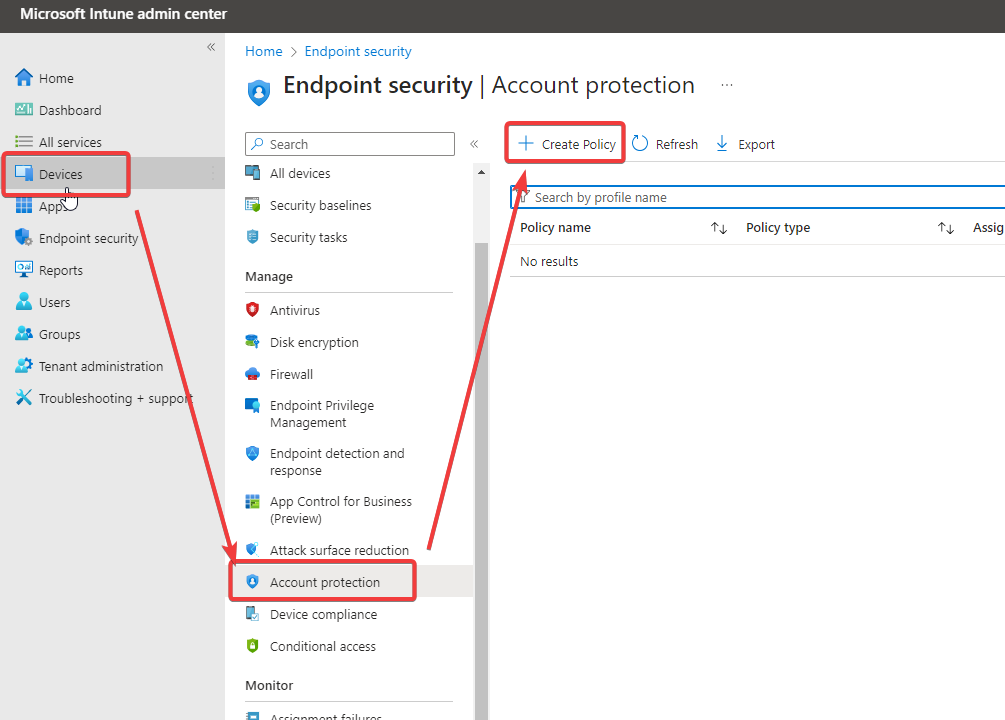 Microsoft Intune admin center
Home
Dashboard
All services
Devices
Apps
Endpoint security
Reports
Users
Groups
Tenant administration
Troubleshooting + support
Home > Endpoint security
Endpoint security | Account protection
Search
All devices
Security baselines
Security tasks
Manage
Antivirus
Disk encryption
Firewall
Endpoint Privilege
Management
Endpoint detection and
response
App Control for Business
(Preview)
Attack surface reduction
Account protection
Device compliance
Conditional access
Monitor
Assignment failures
Create Policy Refresh Export
Search by profile name
Policy name Policy type Assig
No results